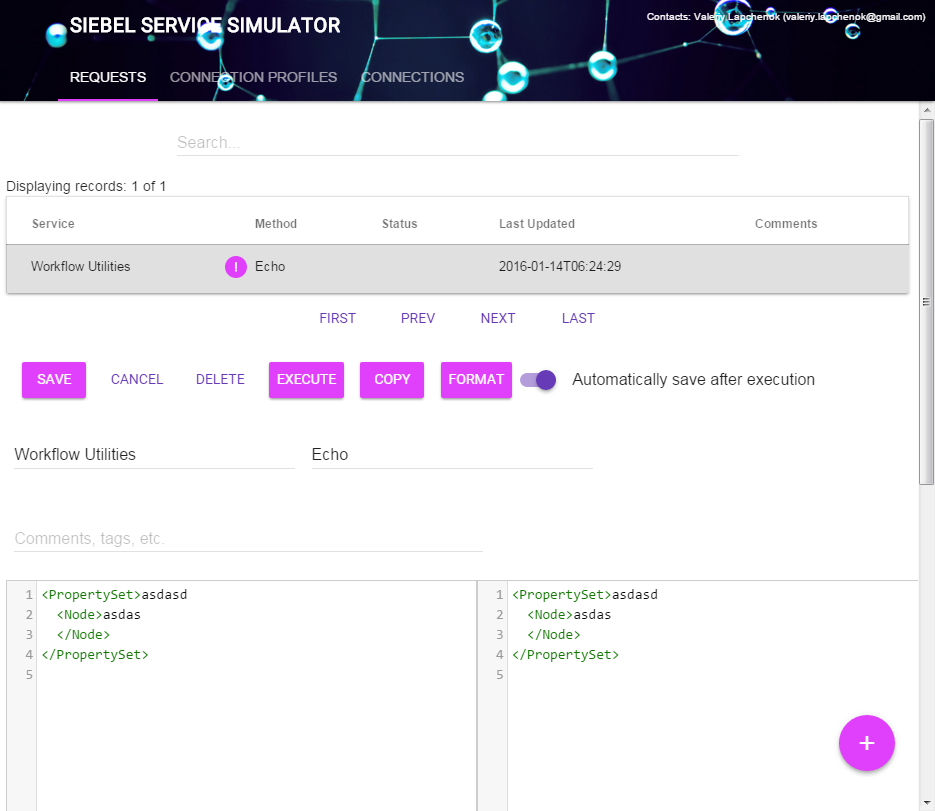 SIEBEL SERVICE SIMULATOR
Contacts: Valeriy Lapchenok (valeriy.lapchenok@gmail.com)
REQUESTS CONNECTION PROFILES CONNECTIONS
Search...
Displaying records: 1 of 1
Service Method Status Last Updated Comments
Workflow Utilities ! Echo 2016-01-14T06:24:29
FIRST PREV NEXT LAST
SAVE CANCEL DELETE EXECUTE COPY FORMAT Automatically save after execution
Workflow Utilities Echo
Comments, tags, etc.
1 <PropertySet>asdasd
2 <Node>asdas
3 </Node>
4 </PropertySet>
5
1 <PropertySet>asdasd
2 <Node>asdas
3 </Node>
4 </PropertySet>
5
+